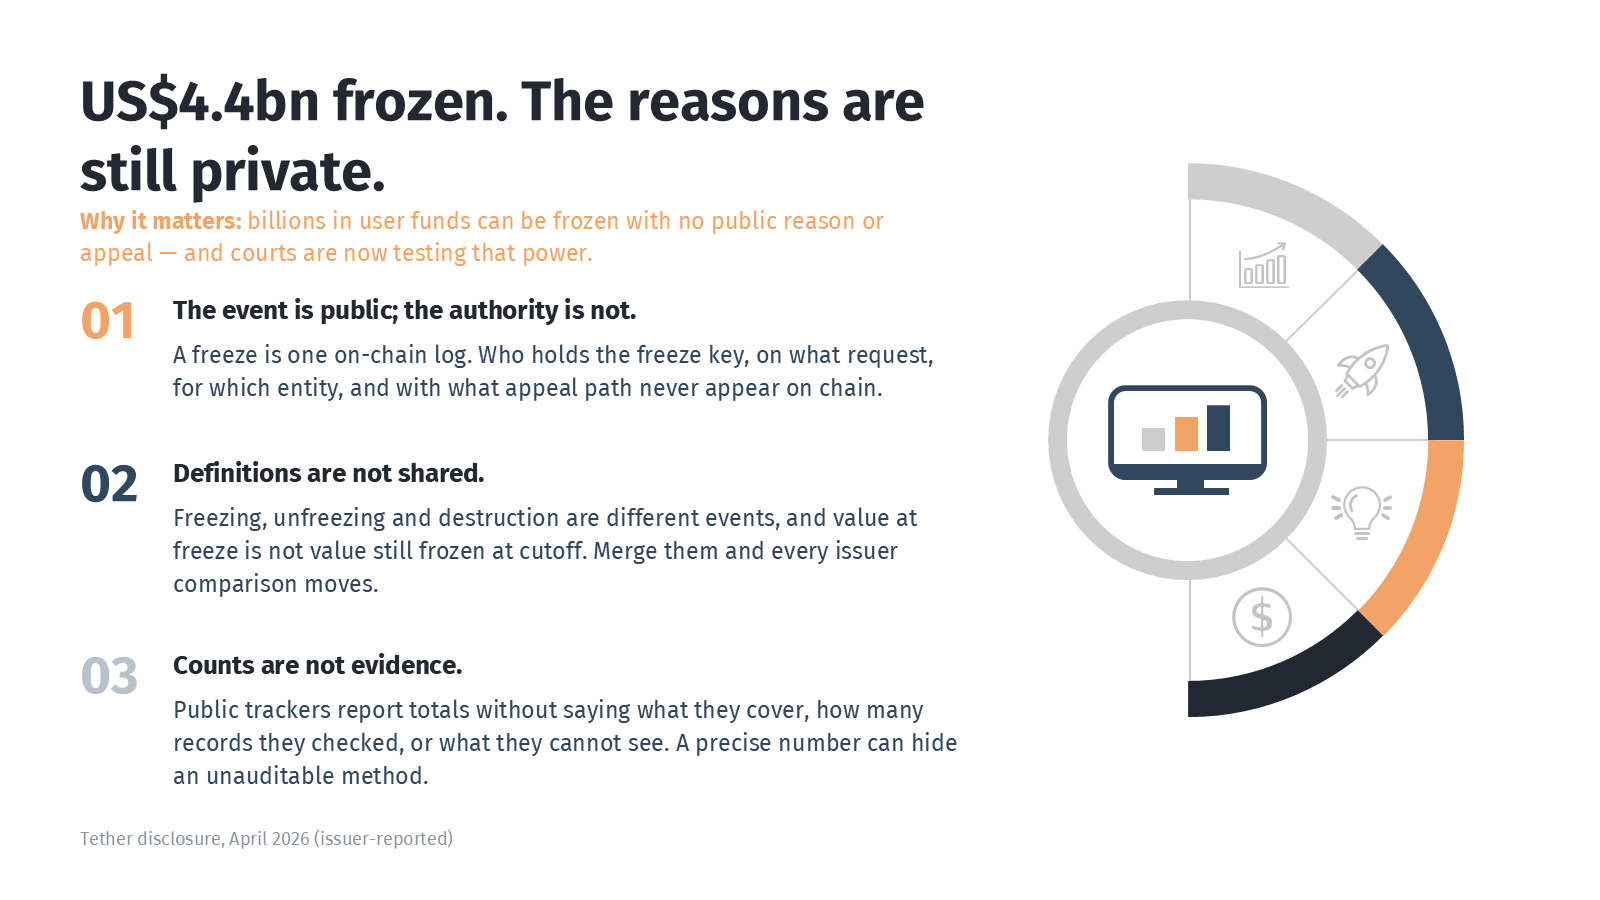 US$4.4bn frozen. The reasons are
still private.
Why it matters: billions in user funds can be frozen with no public reason or
appeal — and courts are now testing that power.
01
The event is public; the authority is not.
A freeze is one on-chain log. Who holds the freeze key, on what request,
for which entity, and with what appeal path never appear on chain.
02
Definitions are not shared.
Freezing, unfreezing and destruction are different events, and value at
freeze is not value still frozen at cutoff. Merge them and every issuer
comparison moves.
03
Counts are not evidence.
Public trackers report totals without saying what they cover, how many
records they checked, or what they cannot see. A precise number can hide
an unauditable method.
$
Tether disclosure, April 2026 (issuer-reported)